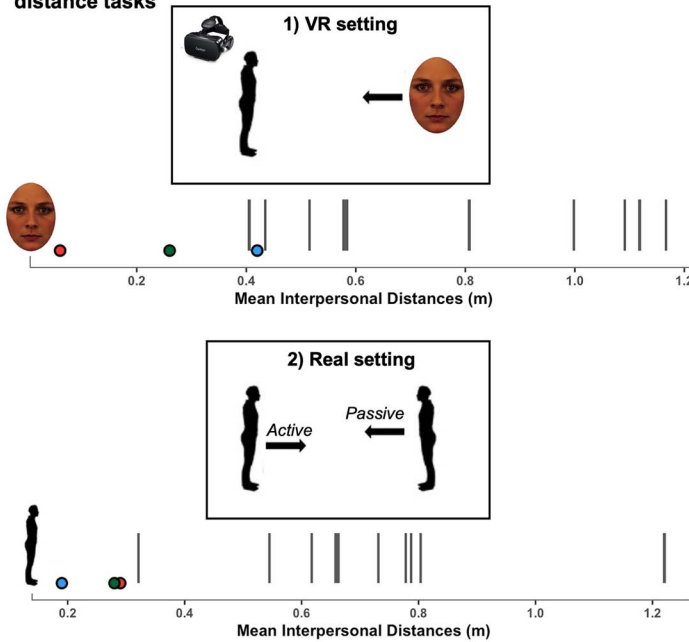 distance tasks
1) VR setting
0.2 0.4 0.6 0.8 1.0 1.2
Mean Interpersonal Distances (m)
2) Real setting
Passive
Active
0.2 0.4 0.6 0.8 1.0 1.2
Mean Interpersonal Distances (m)